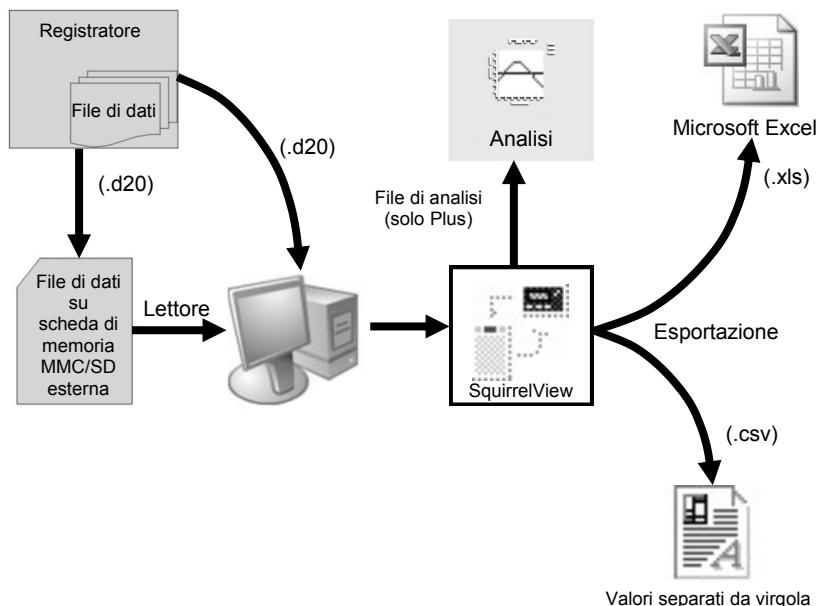 Registratore
File di dati
(.d20)
(.d20)
File di dati
su
scheda di
memoria
MMC/SD
esterna
Lettore
Analisi
File di analisi
(solo Plus)
SquirrelView
Microsoft Excel
(.xls)
Esportazione
(.csv)
Valori separati da virgola